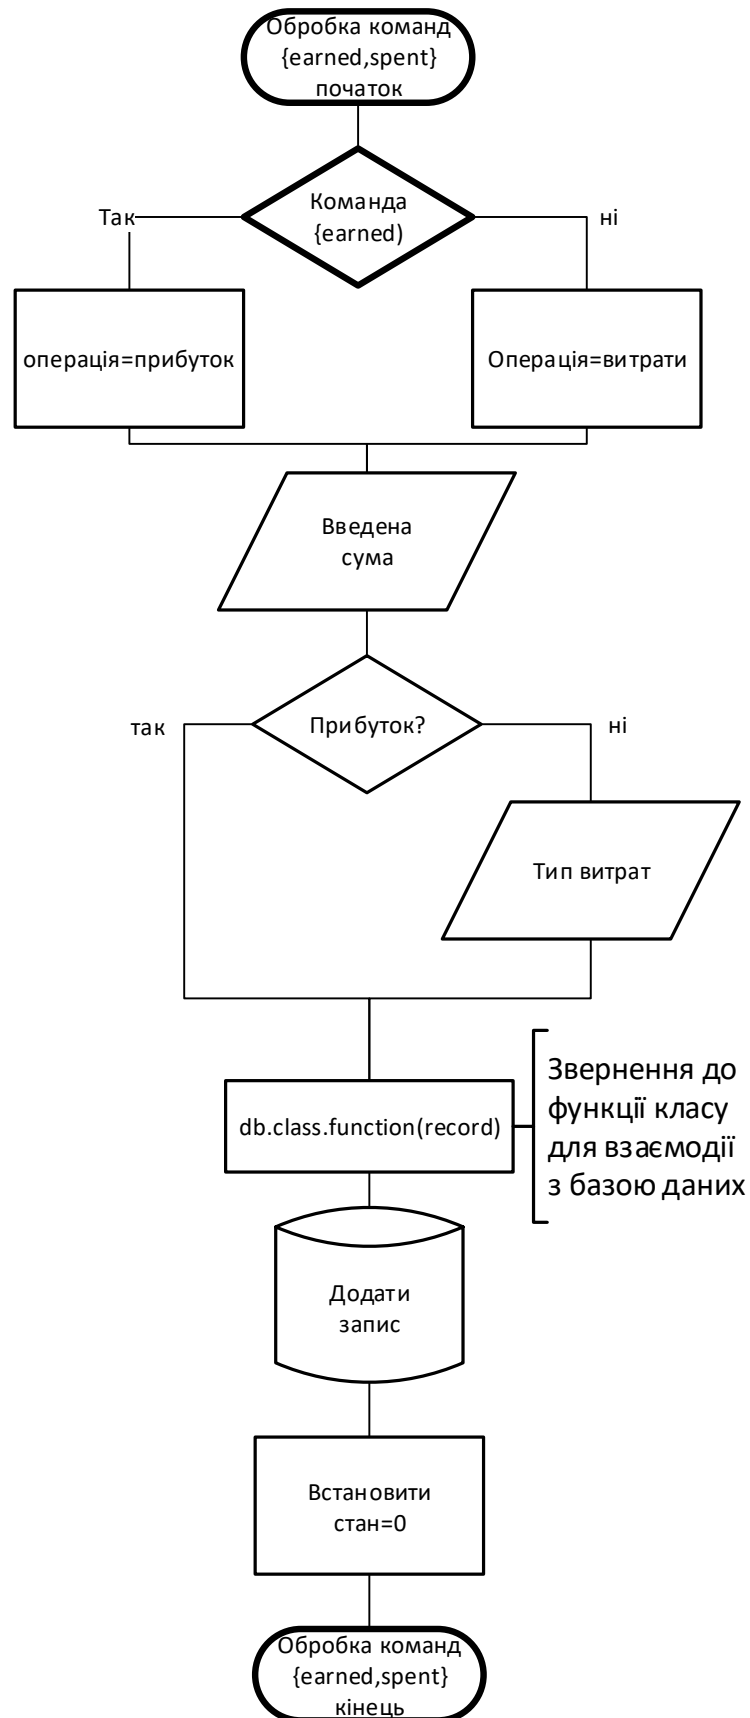 Обробка команд
{earned,spent}
початок
Команда
{earned)
Так
ні
операція=прибуток
Операція=витрати
Введена
сума
Прибуток?
так
ні
Тип витрат
db.class.function(record)
Звернення до
функції класу
для взаємодії
з базою даних
Додати
запис
Встановити
стан=0
Обробка команд
{earned,spent}
кінець